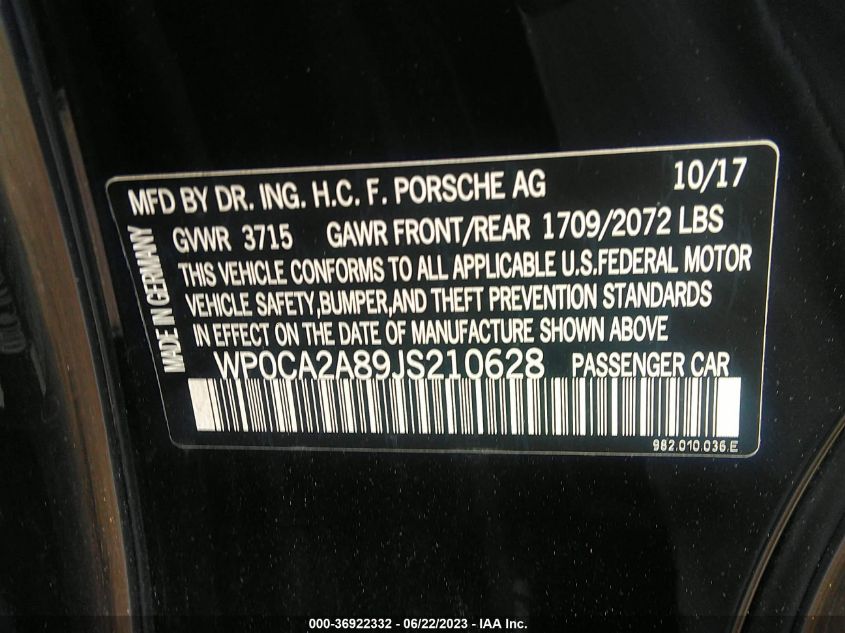 MFD BY DR. ING. H.C. F. PORSCHE AG 10/17
GVWR 3715 GAWR FRONT/REAR 1709/2072 LBS
THIS VEHICLE CONFORMS TO ALL APPLICABLE U.S.FEDERAL MOTOR
VEHICLE SAFETY,BUMPER,AND THEFT PREVENTION STANDARDS
IN EFFECT ON THE DATE OF MANUFACTURE SHOWN ABOVE
WP0CA2A89JS210628 PASSENGER CAR
982.010.036.E
MADE IN GERMANY
000-36922332 - 06/22/2023 - IAA Inc.